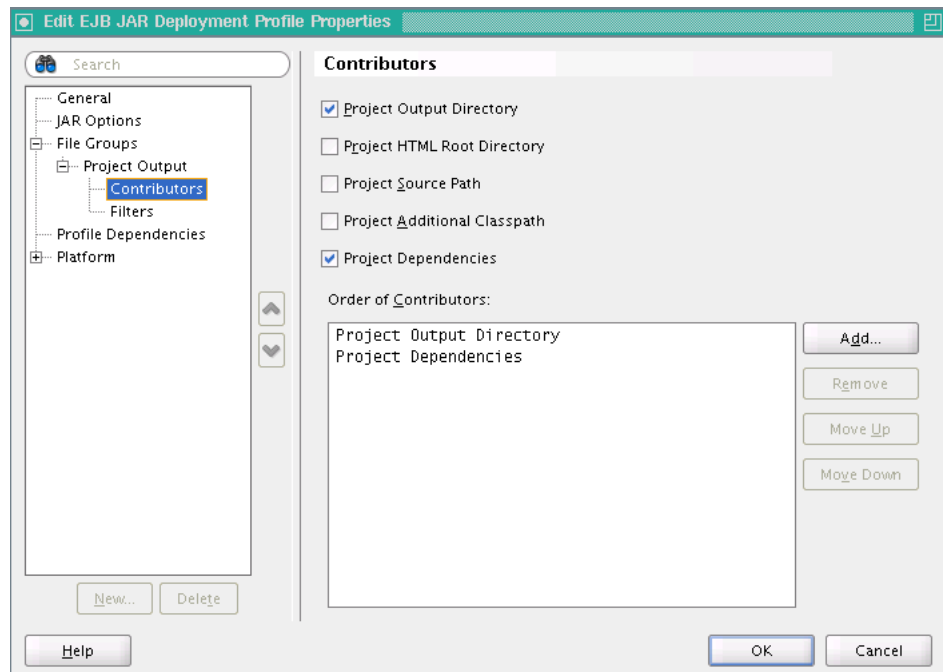 Edit EJB JAR Deployment Profile Properties
Search
General
JAR Options
File Groups
Project Output
Contributors
Filters
Profile Dependencies
Platform
New...
Delete
Contributors
Project Output Directory
Project HTML Root Directory
Project Source Path
Project Additional Classpath
Project Dependencies
Order of Contributors:
Project Output Directory
Project Dependencies
Add...
Remove
Move Up
Move Down
Help
OK
Cancel